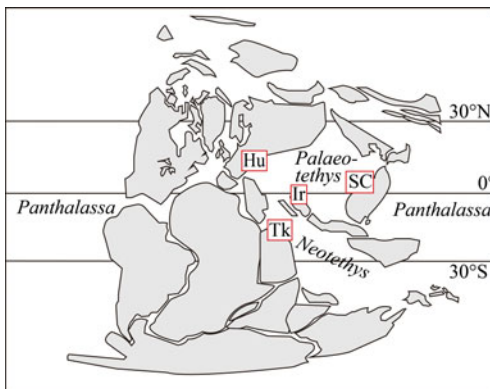 30°N
Hu
Palaeo-
tethys
SC
0°
Ir
Panthalassa
Panthalassa
Tk
Neotethys
30°S